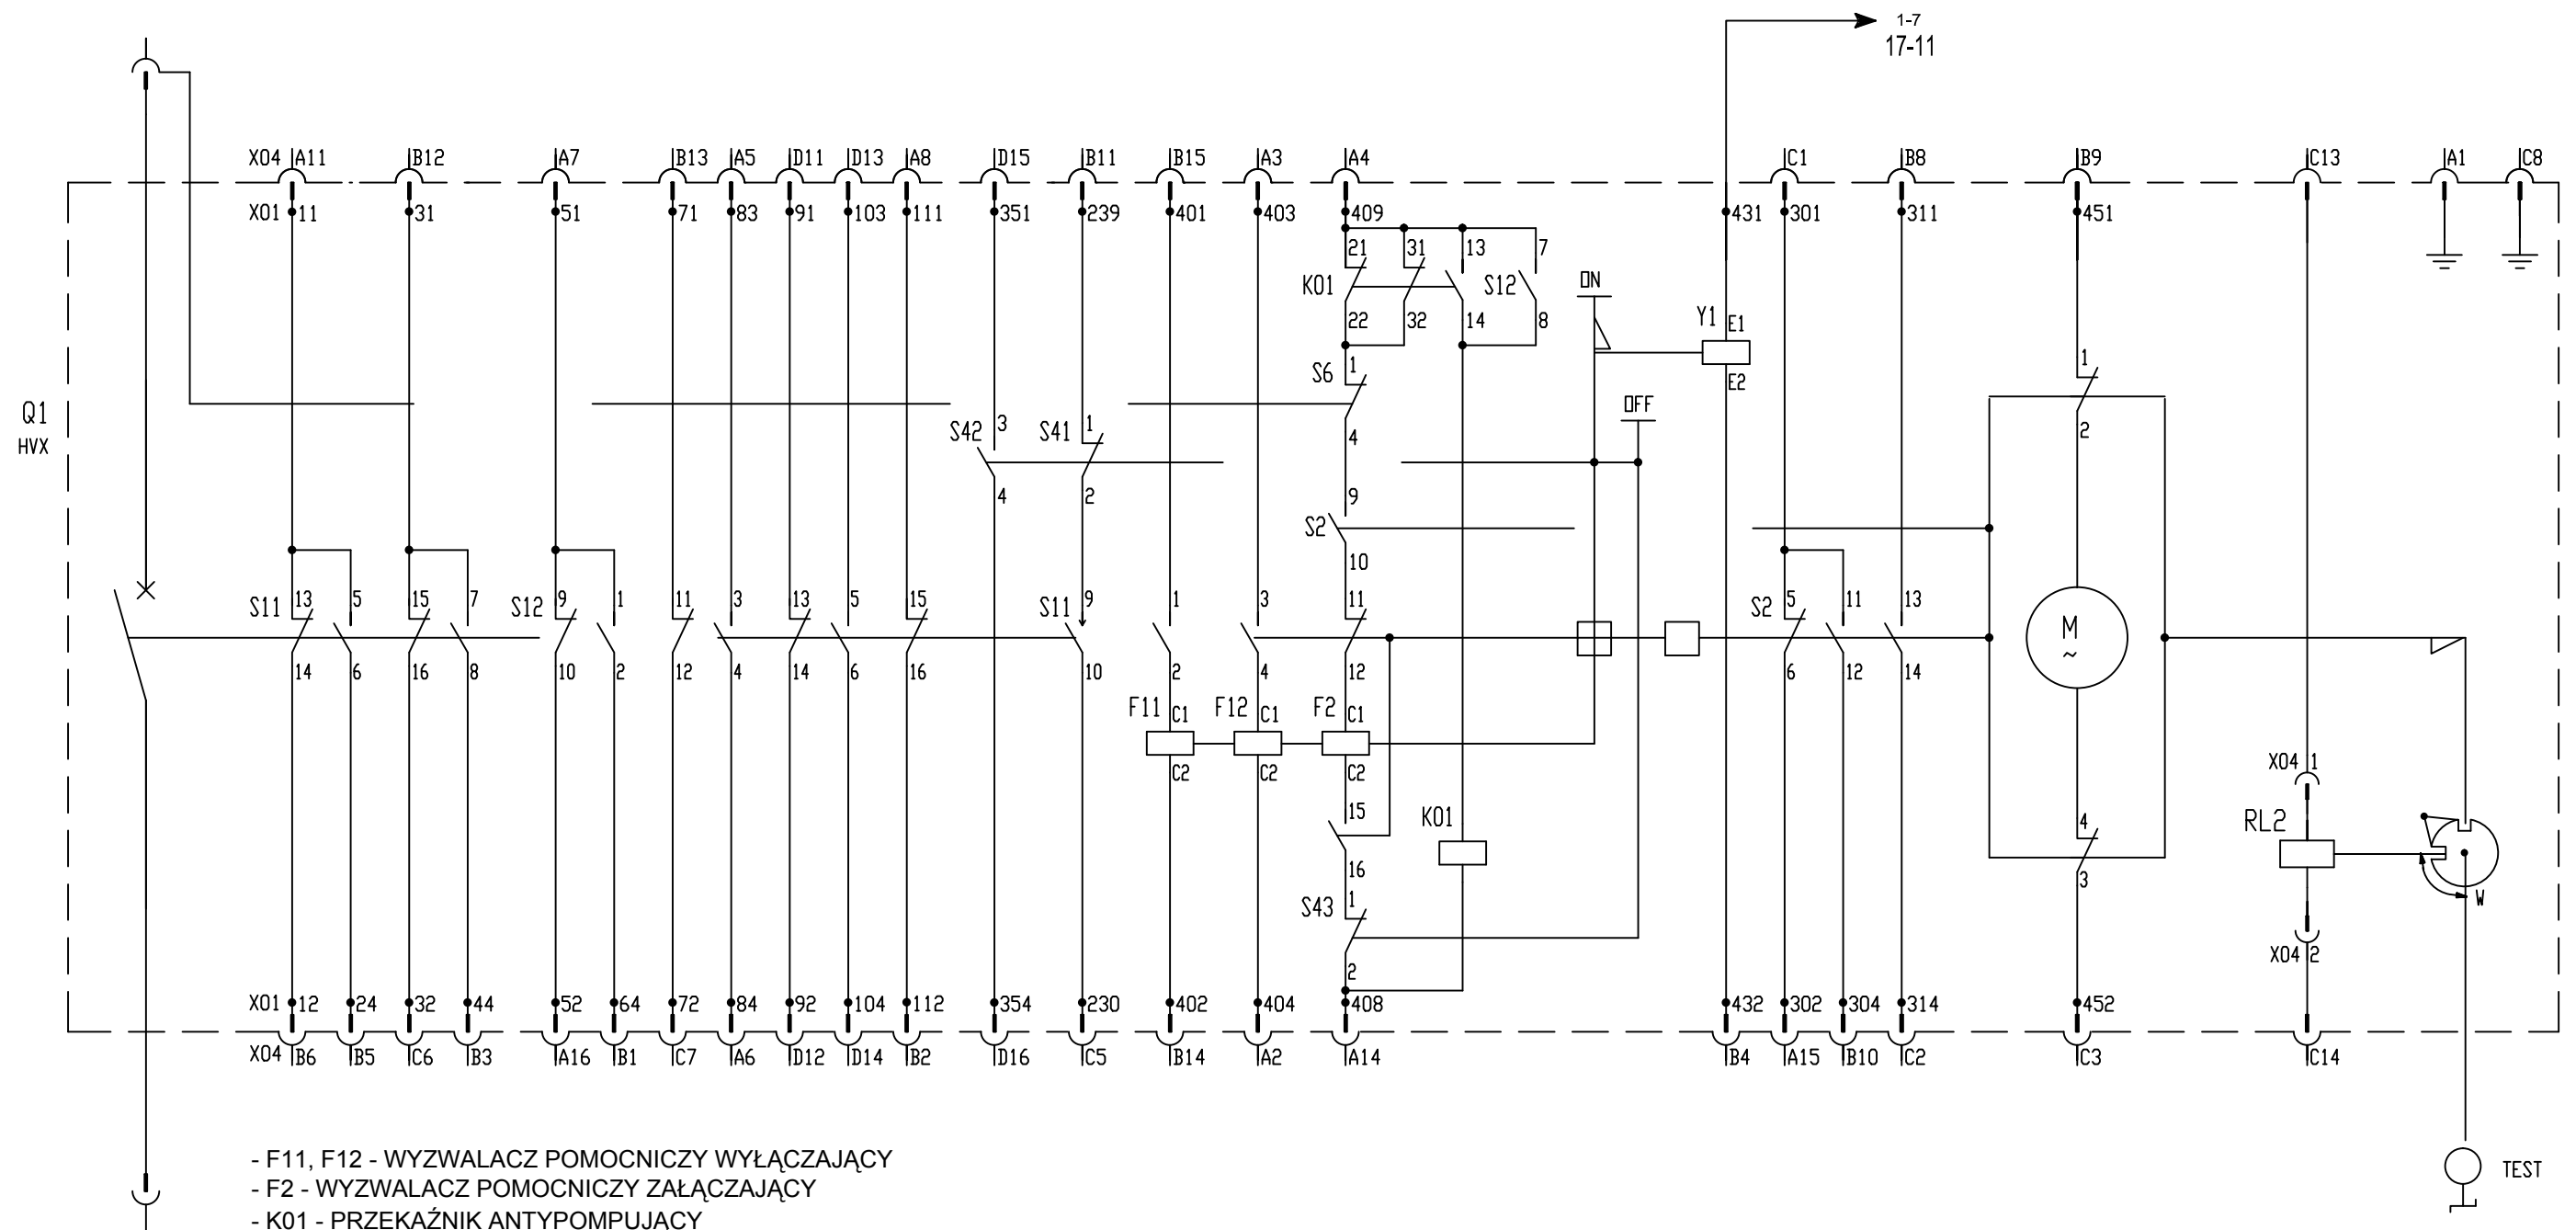 1-7
17-11
X04 A11 B12 A7 B13 A5 D11 D13 A8 D15 B11 B15 A3 A4 C1 B8 B9 C13 A1 C8
X01 11 31 51 71 83 91 103 111 351 239 401 403 409 431 301 311 451
21 31 13 7
K01 S12 ON
22 32 14 8 Y1 E1
S6 1 1
E2
Q1 OFF
HVX
S42 3 S41 1 4 2
4 2 9
S2
10
S11 13 5 15 7 S12 9 1 11 3 13 5 15 S11 9 1 3 11 S2 5 11 13
M
~
14 6 16 8 10 2 12 4 14 6 16 10 2 4 12 6 12 14
F11 C1 F12 C1 F2 C1
C2 C2 C2
X04 1
15 K01 4 RL2
16 3
S43 1 W
X04 2
2
X01 12 24 32 44 52 64 72 84 92 104 112 354 230 402 404 408 432 302 304 314 452
X04 B6 B5 C6 B3 A16 B1 C7 A6 D12 D14 B2 D16 C5 B14 A2 A14 B4 A15 B10 C2 C3 C14
- F11, F12 - WYZWALACZ POMOCNICZY WYŁĄCZAJĄCY
TEST
- F2 - WYZWALACZ POMOCNICZY ZAŁĄCZAJĄCY
- K01 - PRZEKAŹNIK ANTYPOMPUJĄCY